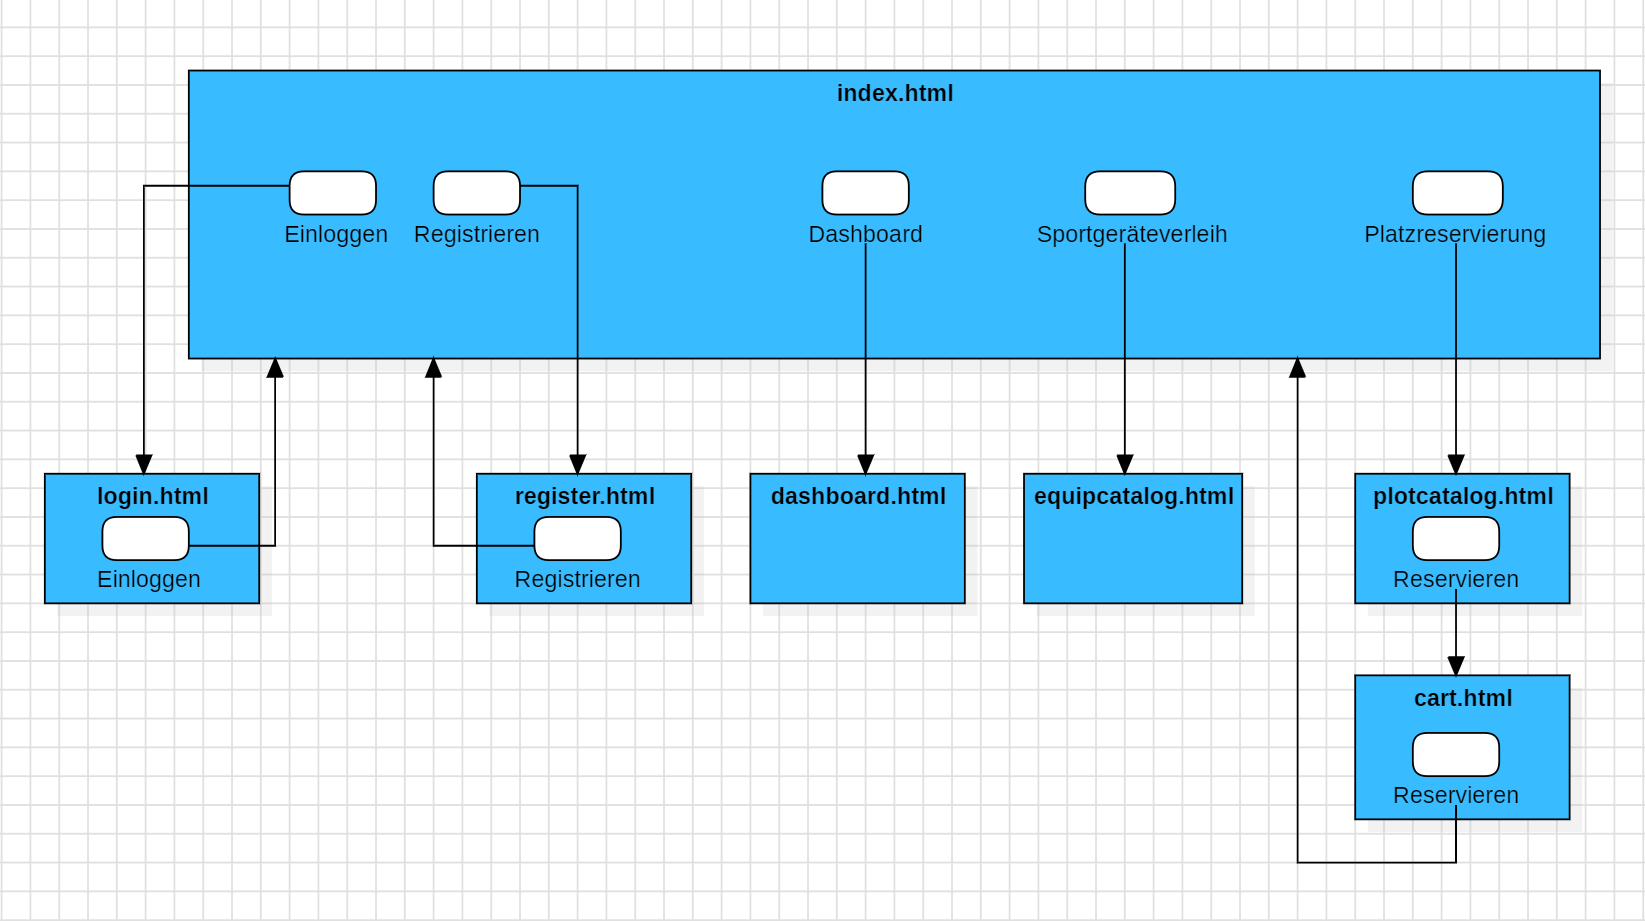 index.html
Einloggen
Registrieren
Dashboard
Sportgeräteverleih
Platzreservierung
login.html
Einloggen
register.html
Registrieren
dashboard.html
equipcatalog.html
plotcatalog.html
Reservieren
cart.html
Reservieren